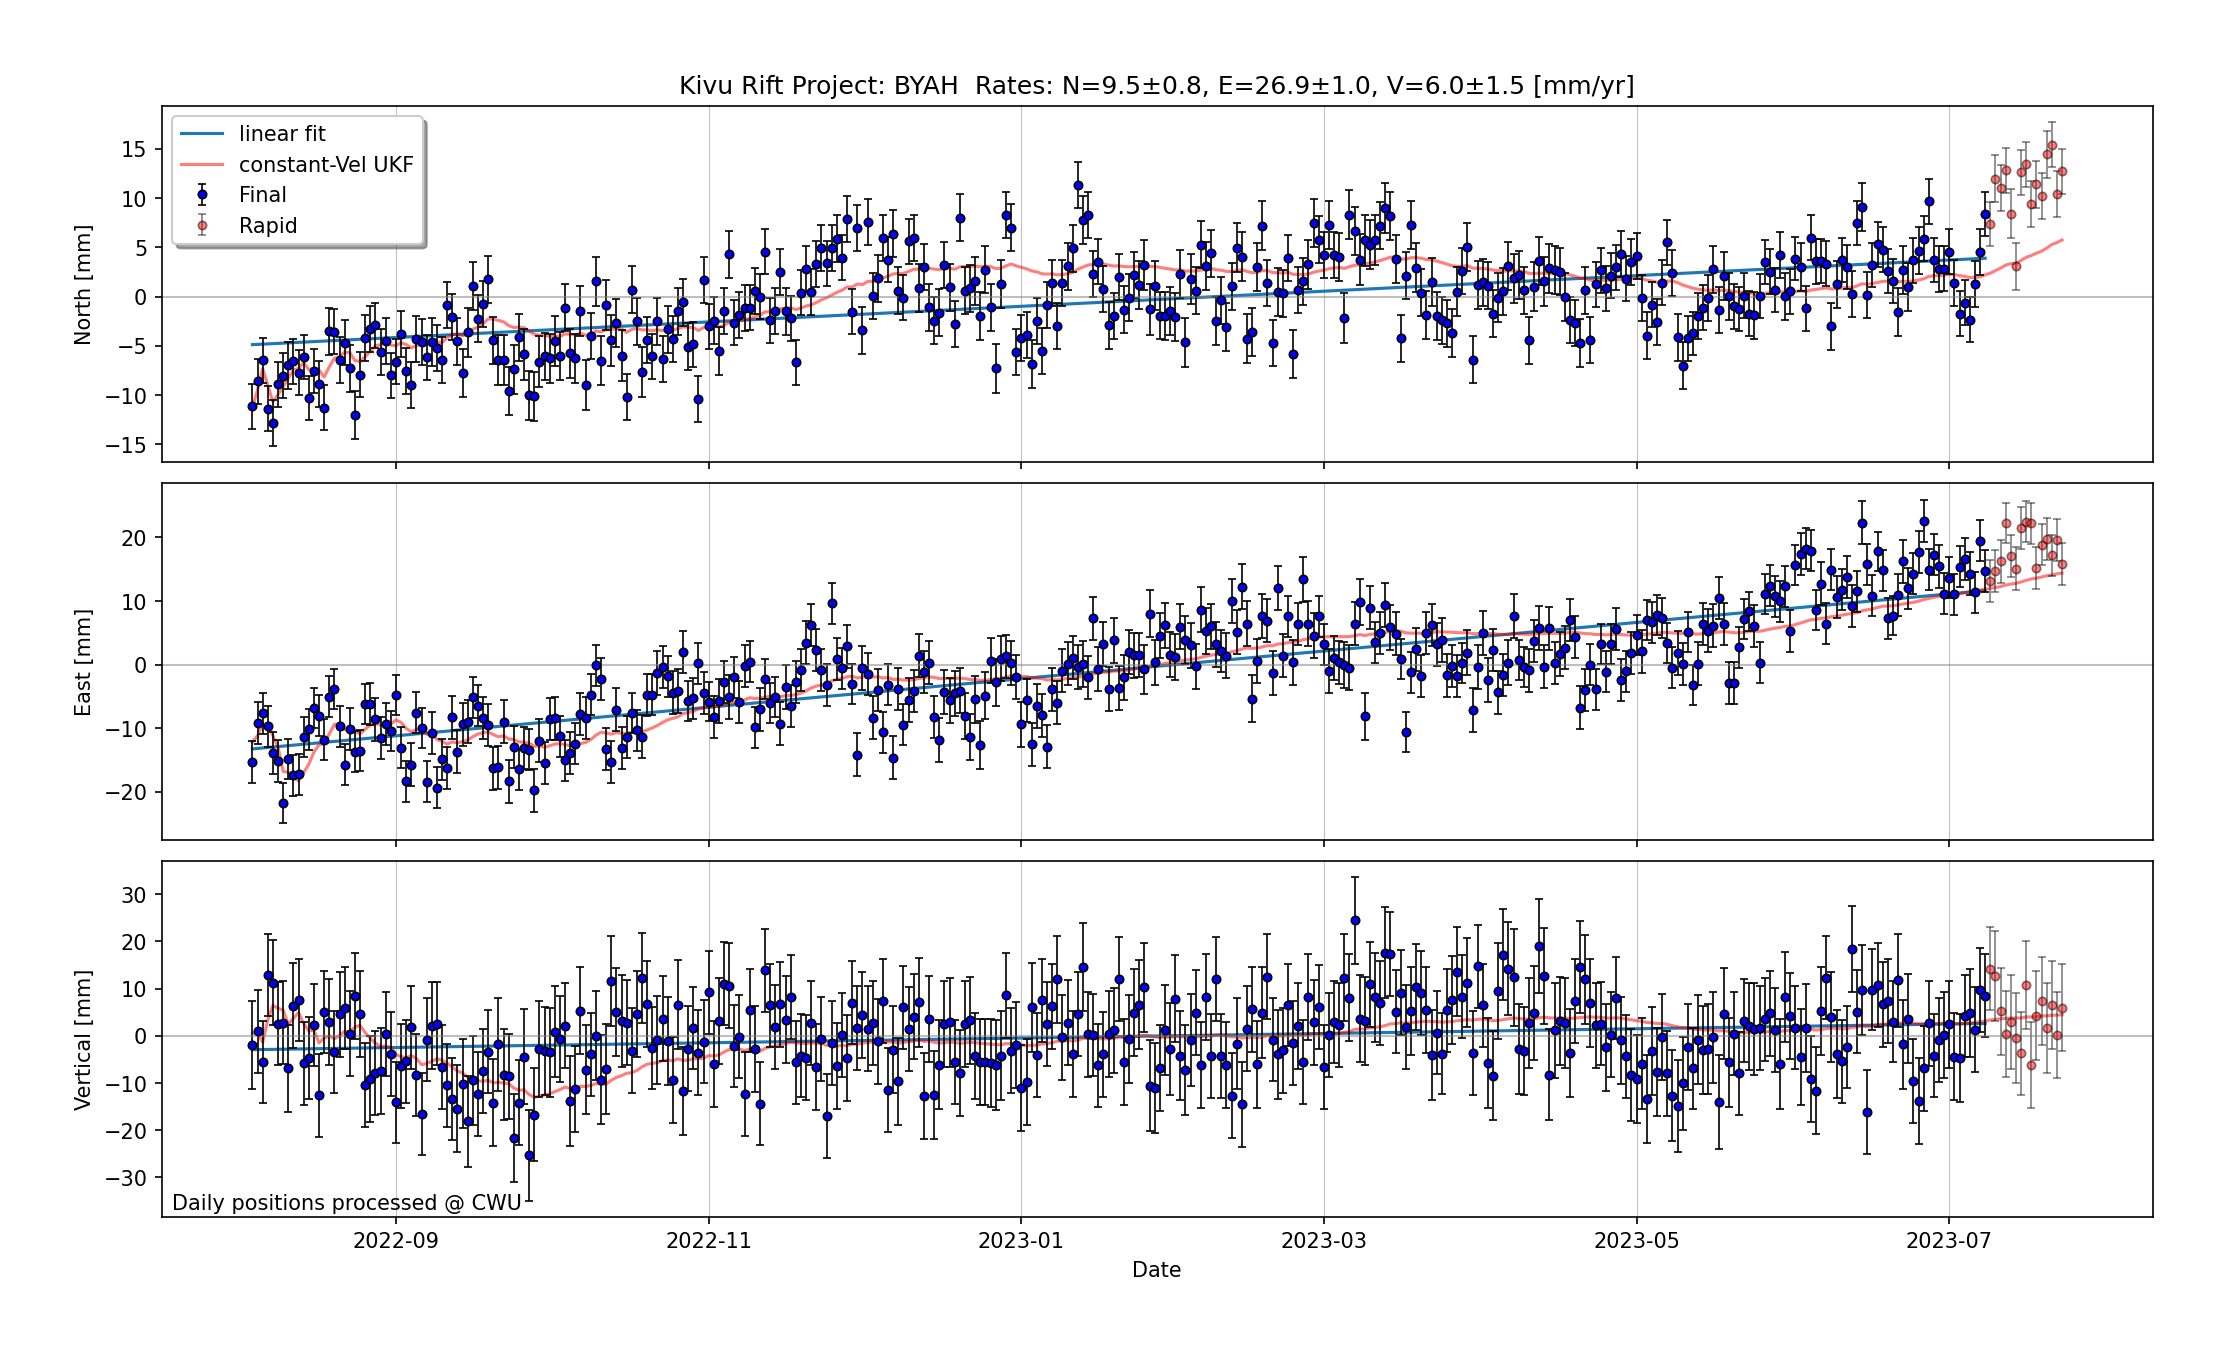 Kivu Rift Project: BYAH  Rates: N=9.5±0.8, E=26.9±1.0, V=6.0±1.5 [mm/yr]
linear fit
constant-Vel UKF
Final
Rapid
North [mm]
15
10
5
0
−5
−10
−15
East [mm]
20
10
0
−10
−20
Vertical [mm]
30
20
10
0
−10
−20
−30
Daily positions processed @ CWU
2022-09 2022-11 2023-01 2023-03 2023-05 2023-07
Date